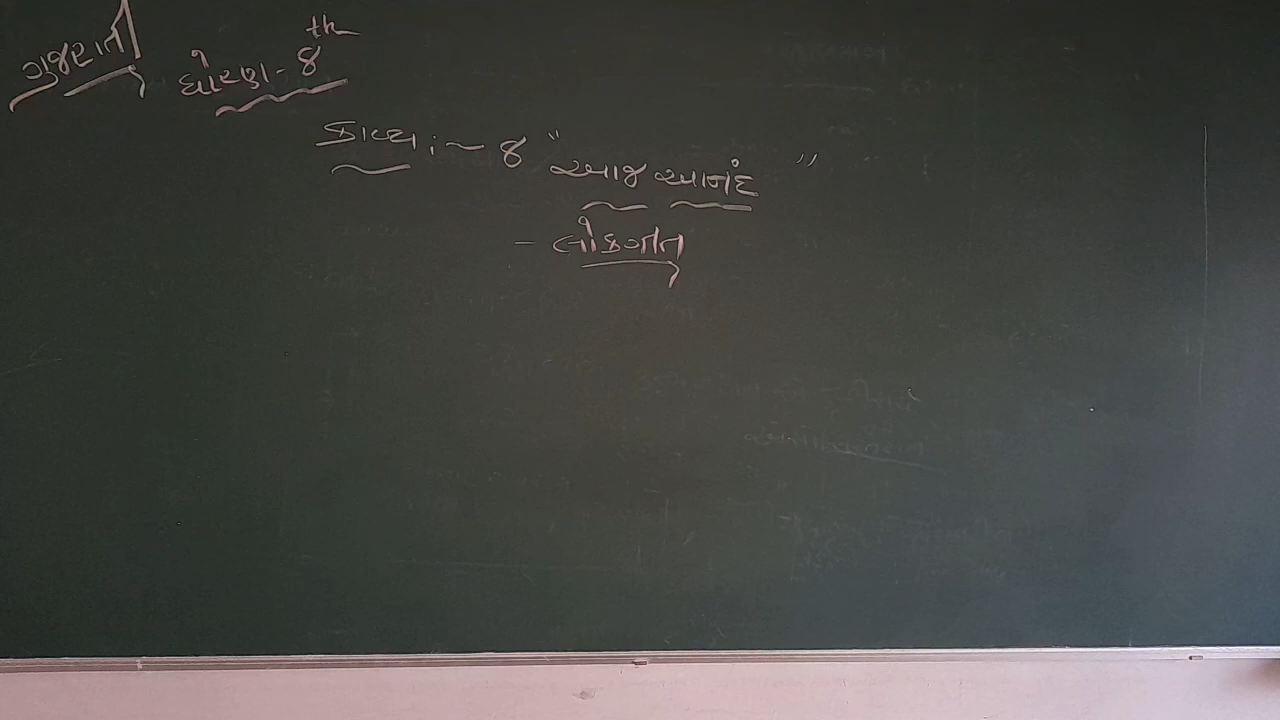 ગુજરાતી
ધોરણ - 8th
કાવ્ય :- 8 " આજ આનંદ "
- લોકગીત